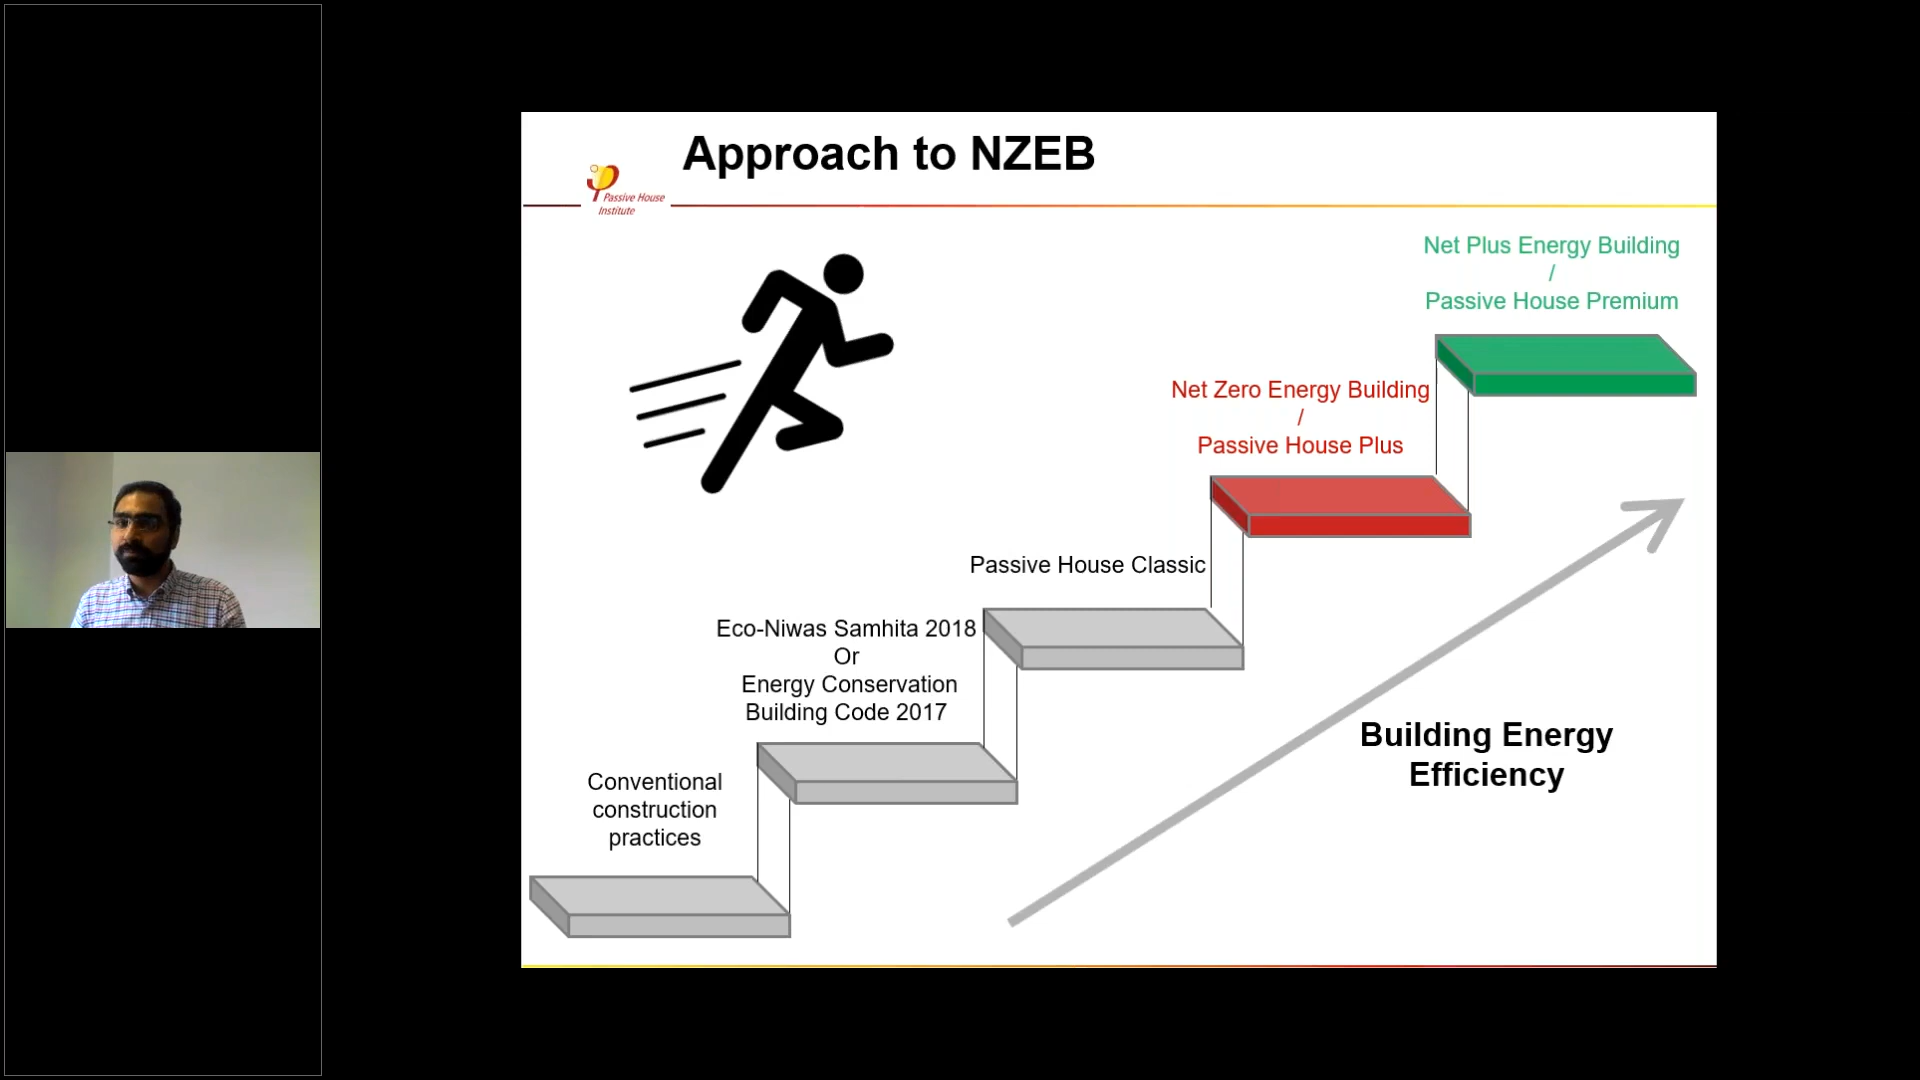 Approach to NZEB
Passive House
Institute
Net Plus Energy Building
/
Passive House Premium
Net Zero Energy Building
/
Passive House Plus
Passive House Classic
Eco-Niwas Samhita 2018
Or
Energy Conservation
Building Code 2017
Conventional
construction
practices
Building Energy
Efficiency